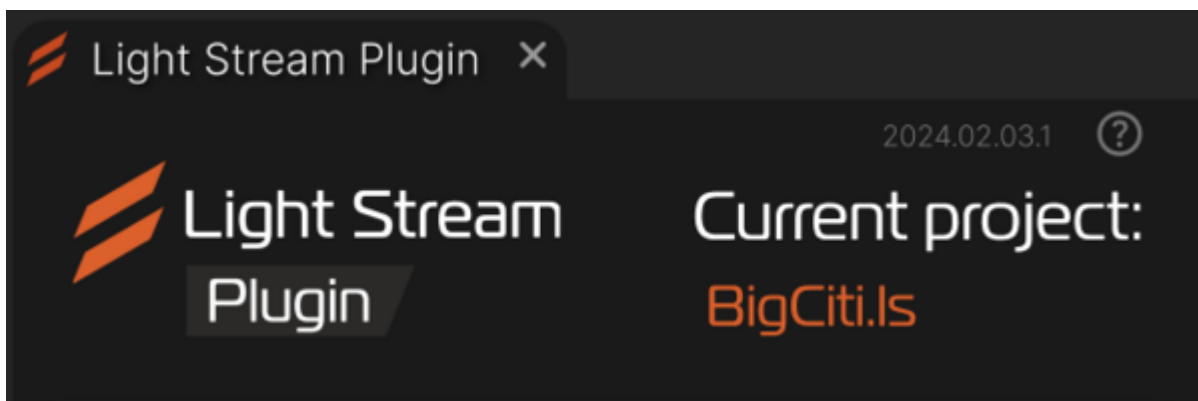 Light Stream Plugin ×
2024.02.03.1 ?
Light Stream
Plugin
Current project:
BigCiti.ls